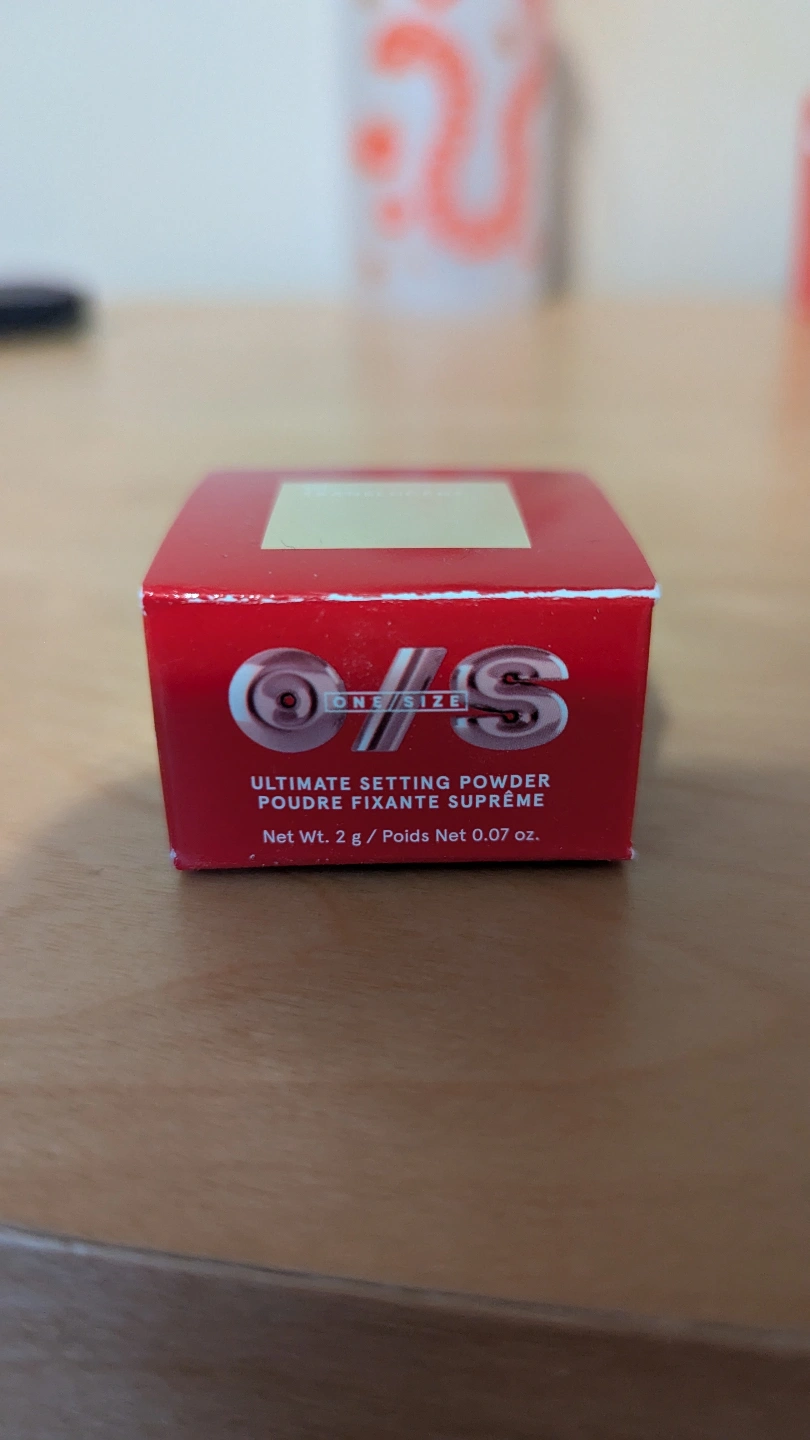 O/S
ONE/SIZE
ULTIMATE SETTING POWDER
POUDRE FIXANTE SUPRÊME
Net Wt. 2 g / Poids Net 0.07 oz.